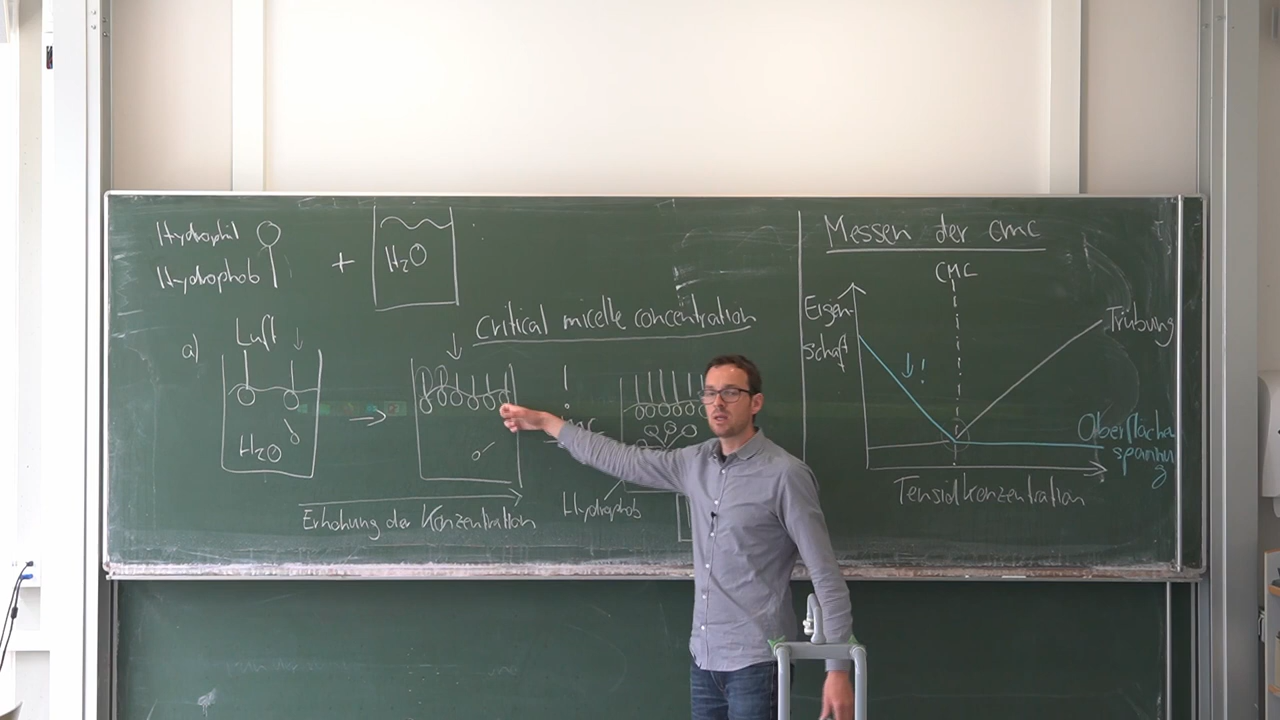 Hydrophil
Hydrophob
+
H2O
Critical micelle concentration
a)
Luft
H2O
!
cmc
Hydrophob
Erhöhung der Konzentration
Messen der cmc
CMC
Eigen-
schaft
!
Trübung
Oberflächen
spannung
Tensidkonzentration